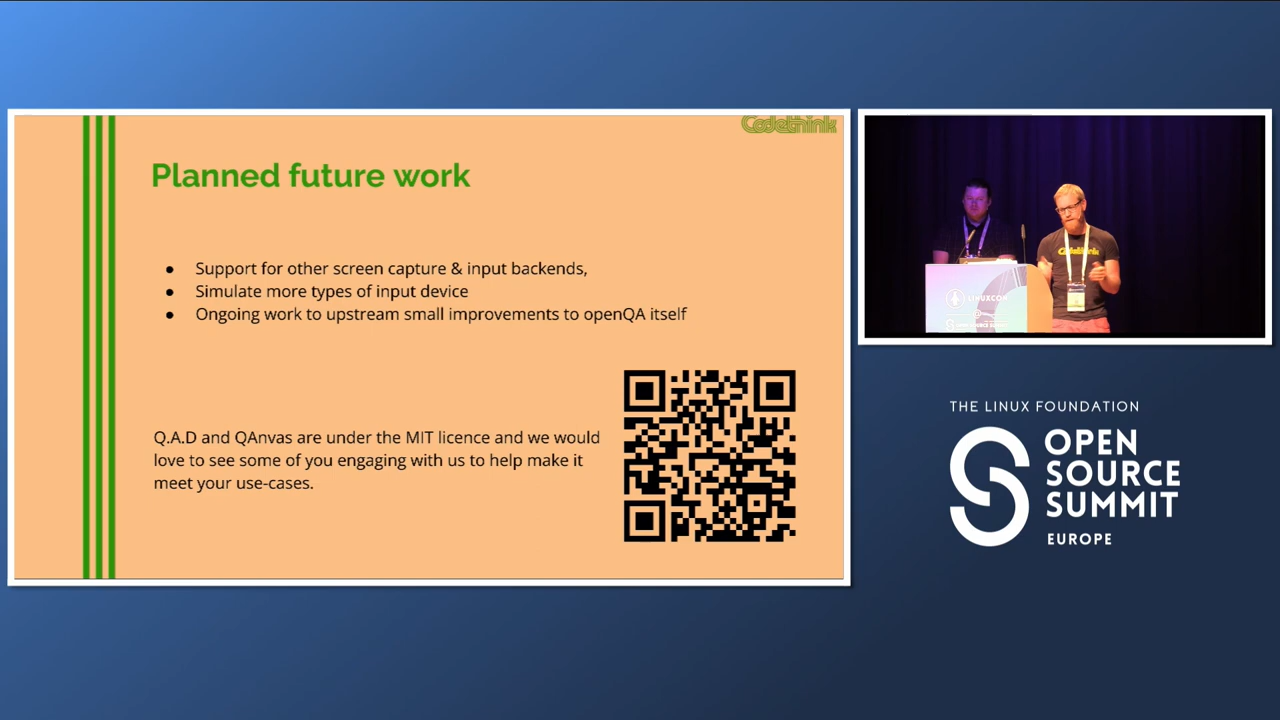 Codethink
Planned future work
● Support for other screen capture & input backends,
● Simulate more types of input device
● Ongoing work to upstream small improvements to openQA itself
Q.A.D and QAnvas are under the MIT licence and we would
love to see some of you engaging with us to help make it
meet your use-cases.
Codethink
LINUXCON
THE LINUX FOUNDATION
OPEN
SOURCE
SUMMIT
EUROPE